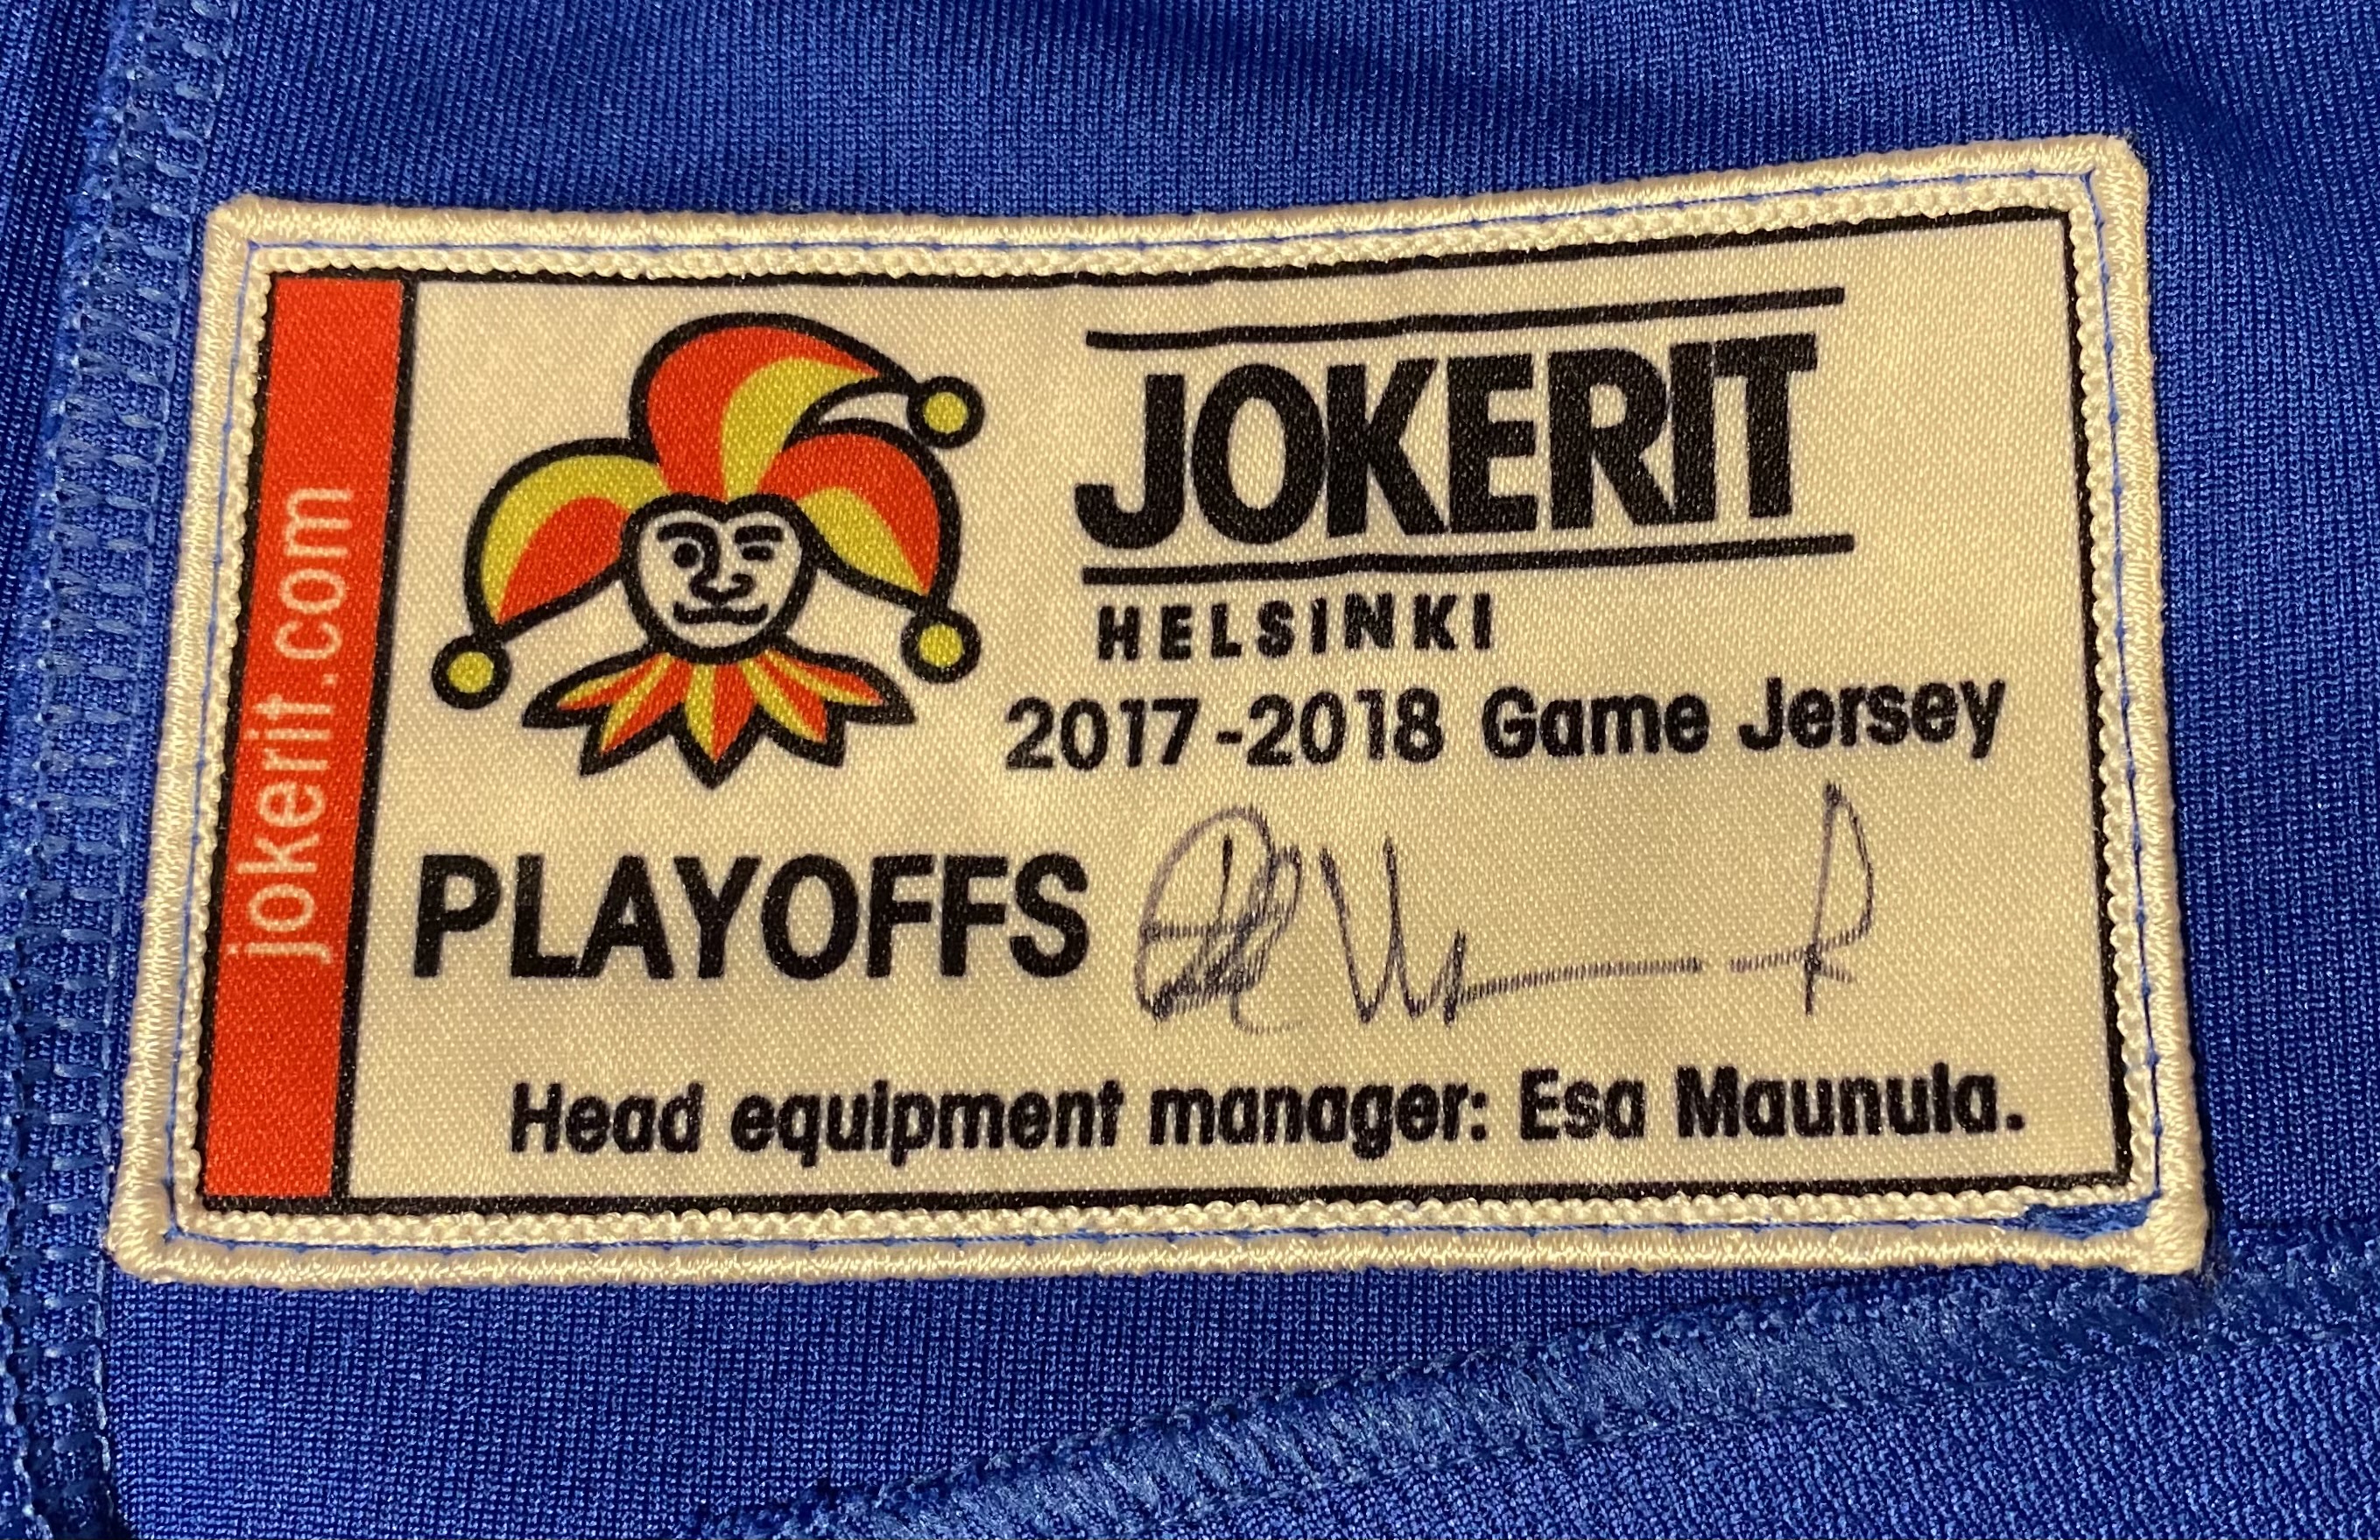 jokerit.com
JOKERIT
HELSINKI
2017-2018 Game Jersey
PLAYOFFS
Head equipment manager: Esa Maunula.